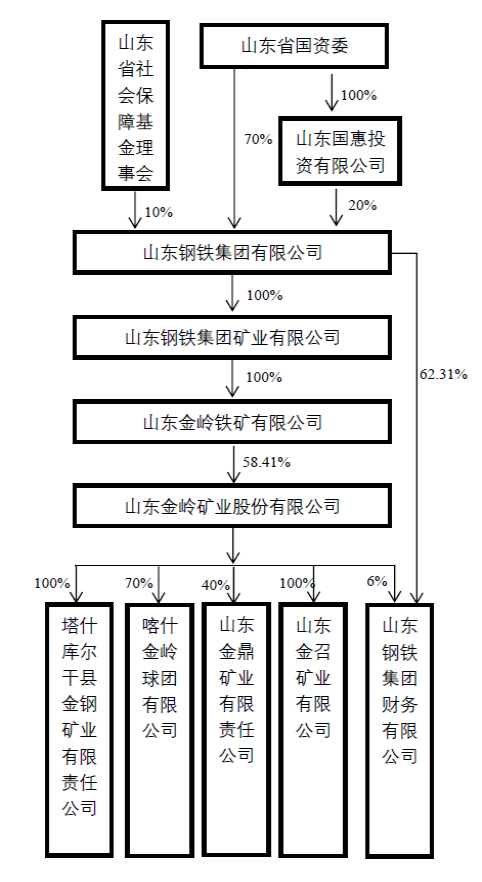 山东
省社
会保
障基
金理
事会
山东省国资委
100%
山东国惠投
资有限公司
70%
10%
20%
山东钢铁集团有限公司
100%
山东钢铁集团矿业有限公司
100%
62.31%
山东金岭铁矿有限公司
58.41%
山东金岭矿业股份有限公司
100%
70%
40%
100%
6%
塔什
库尔
干县
金钢
矿业
有限
责任
公司
喀什
金岭
球团
有限
公司
山东
金鼎
矿业
有限
责任
公司
山东
金召
矿业
有限
公司
山东
钢铁
集团
财务
有限
公司